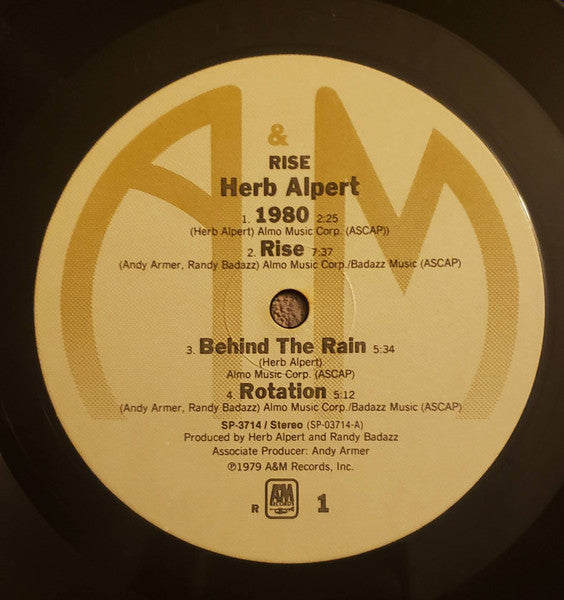 &
RISE
Herb Alpert
1. 1980 2:25
(Herb Alpert) Almo Music Corp. (ASCAP))
2. Rise 7:37
(Andy Armer, Randy Badazz) Almo Music Corp./Badazz Music (ASCAP)
3. Behind The Rain 5:34
(Herb Alpert)
Almo Music Corp. (ASCAP)
4. Rotation 5:12
(Andy Armer, Randy Badazz) Almo Music Corp./Badazz Music (ASCAP)
SP-3714 / Stereo (SP-03714-A)
Produced by Herb Alpert and Randy Badazz
Associate Producer: Andy Armer
℗1979 A&M Records, Inc.
R A&M RECORDS 1